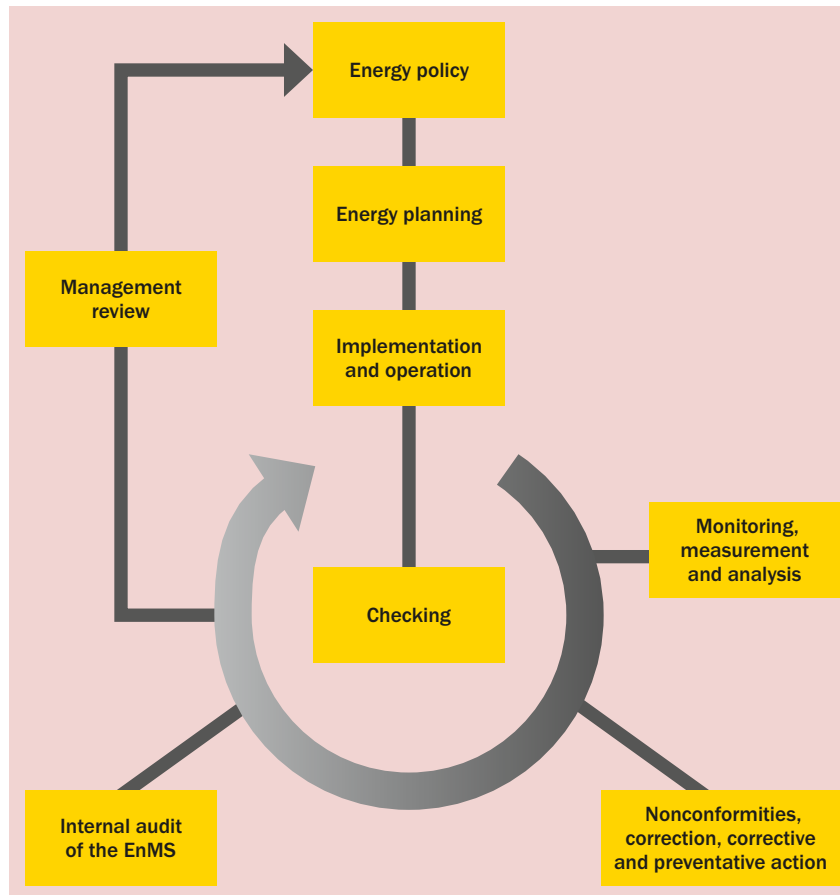 Energy policy
Energy planning
Management
review
Implementation
and operation
Monitoring,
measurement
and analysis
Checking
Internal audit
of the EnMS
Nonconformities,
correction, corrective
and preventative action